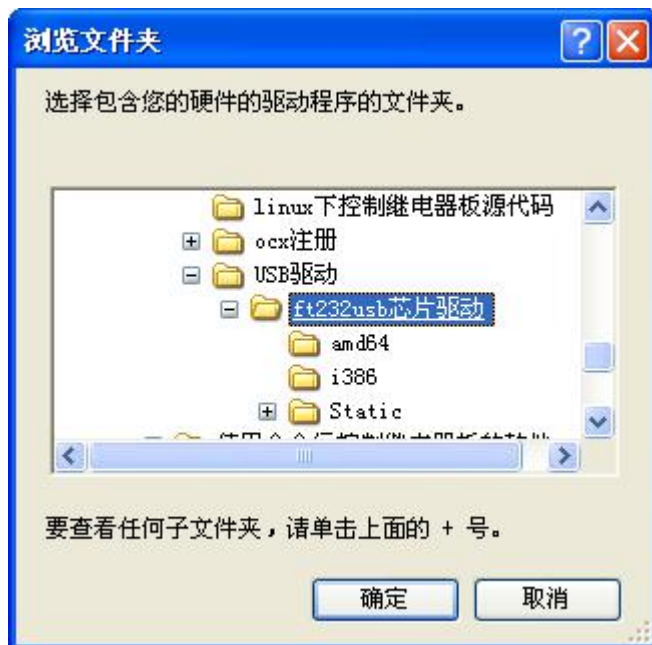 浏览文件夹
选择包含您的硬件的驱动程序的文件夹。
linux下控制继电器板源代码
ocx注册
USB驱动
ft232usb芯片驱动
amd64
i386
Static
要查看任何子文件夹，请单击上面的 + 号。
确定
取消